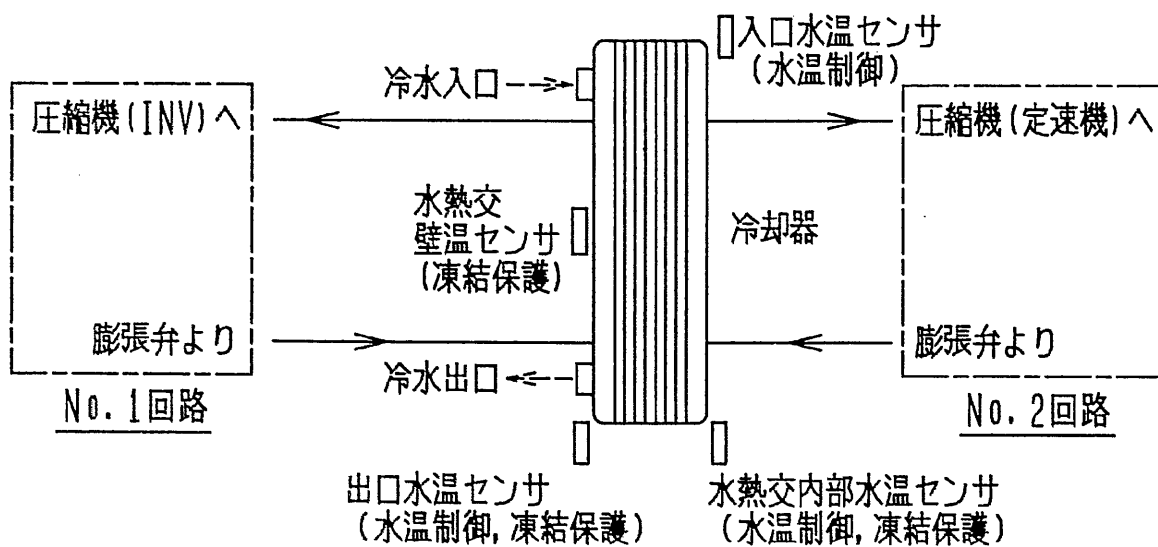 入口水温センサ
(水温制御)
冷水入口
圧縮機(INV)へ
圧縮機(定速機)へ
水熱交
壁温センサ
(凍結保護)
冷却器
膨張弁より
膨張弁より
冷水出口
No.1回路
No.2回路
出口水温センサ
(水温制御,凍結保護)
水熱交内部水温センサ
(水温制御,凍結保護)